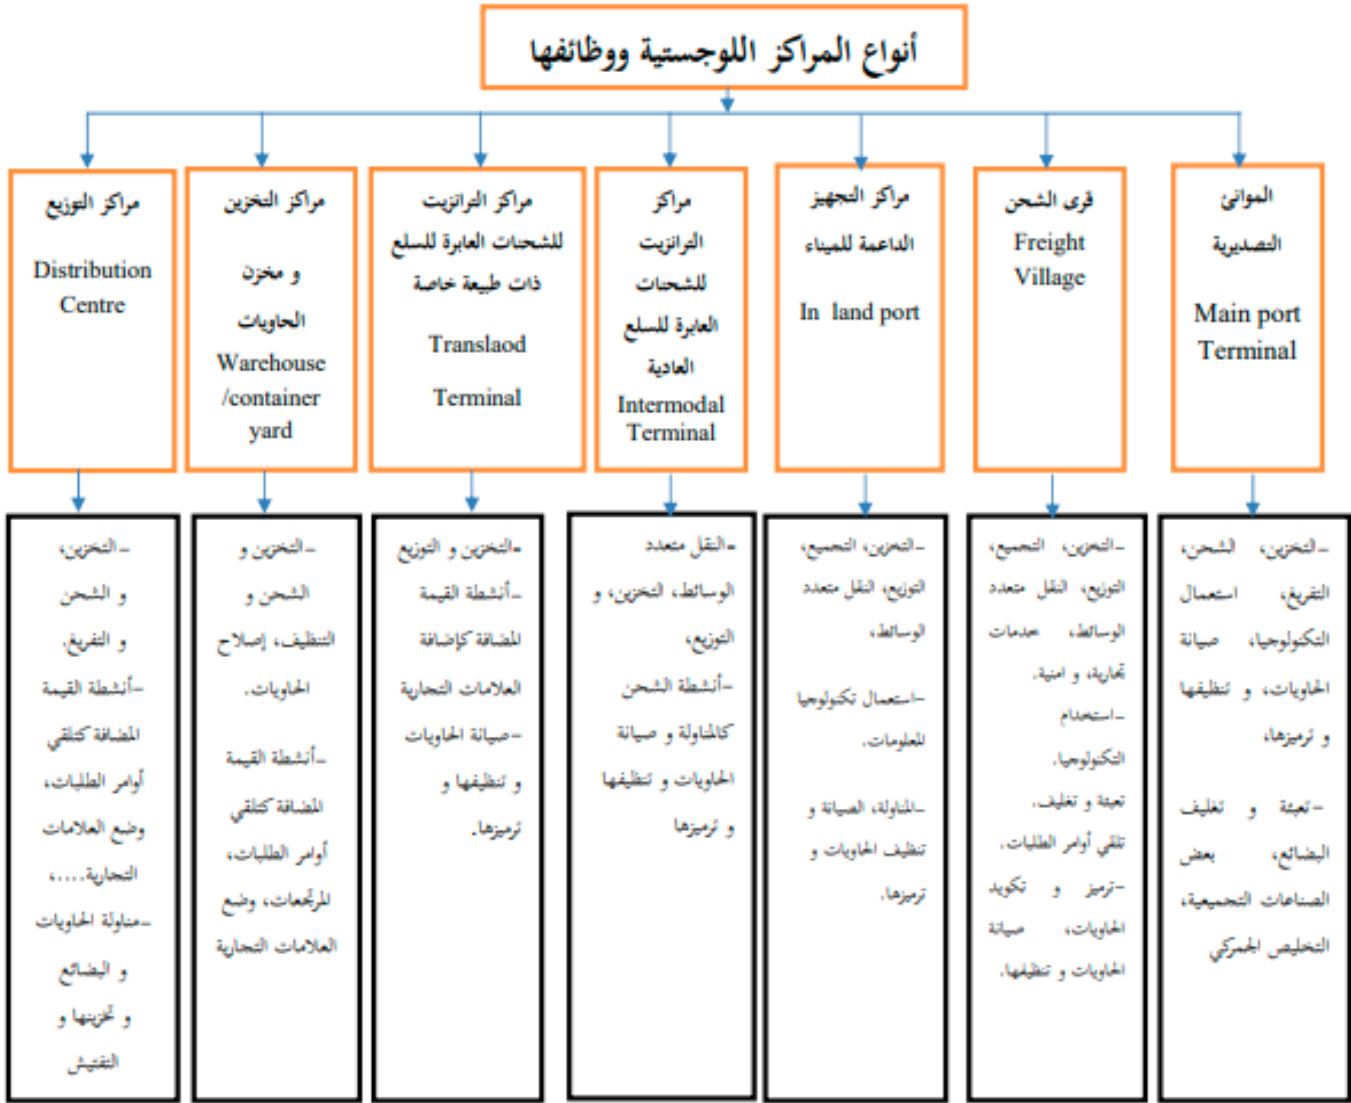 أنواع المراكز اللوجستية ووظائفها
الموانئ
التصديرية
Main port
Terminal
قرى الشحن
Freight
Village
مراكز التجهيز
الداعمة للميناء
In land port
مراكز
الترانزيت
للشحنات
العابرة للسلع
العادية
Intermodal
Terminal
مراكز الترانزيت
للشحنات العابرة للسلع
ذات طبيعة خاصة
Translaod
Terminal
مراكز التخزين
و مخزن
الحاويات
Warehouse
/container
yard
مراكز التوزيع
Distribution
Centre
-التخزين، الشحن،
التفريغ، استعمال
التكنولوجيا، صيانة
الحاويات، و تنظيفها
و ترميزها،
-تعبئة و تغليف
البضائع، بعض
الصناعات التجميعية،
التخليص الجمركي
-التخزين، التجميع،
التوزيع، النقل متعدد
الوسائط، خدمات
تجارية، و امنية.
-استخدام
التكنولوجيا.
تعبئة و تغليف.
تلقي أوامر الطلبات.
-ترميز و تكويد
الحاويات، صيانة
الحاويات و تنظيفها.
-التخزين، التجميع،
التوزيع، النقل متعدد
الوسائط،
-استعمال تكنولوجيا
المعلومات.
-المناولة، الصيانة و
تنظيف الحاويات و
ترميزها.
-النقل متعدد
الوسائط، التخزين، و
التوزيع،
-أنشطة الشحن
كالمناولة و صيانة
الحاويات و تنظيفها
و ترميزها
-التخزين و التوزيع
-أنشطة القيمة
المضافة كإضافة
العلامات التجارية
-صيانة الحاويات
و تنظيفها و
ترميزها.
-التخزين و
الشحن و
التنظيف، إصلاح
الحاويات.
-أنشطة القيمة
المضافة كتلقي
أوامر الطلبات،
المرتجعات، وضع
العلامات التجارية
-التخزين،
و الشحن
و التفريغ.
-أنشطة القيمة
المضافة كتلقي
أوامر الطلبات،
وضع العلامات
التجارية....،
-مناولة الحاويات
و البضائع
و تخزينها و
التفتيش